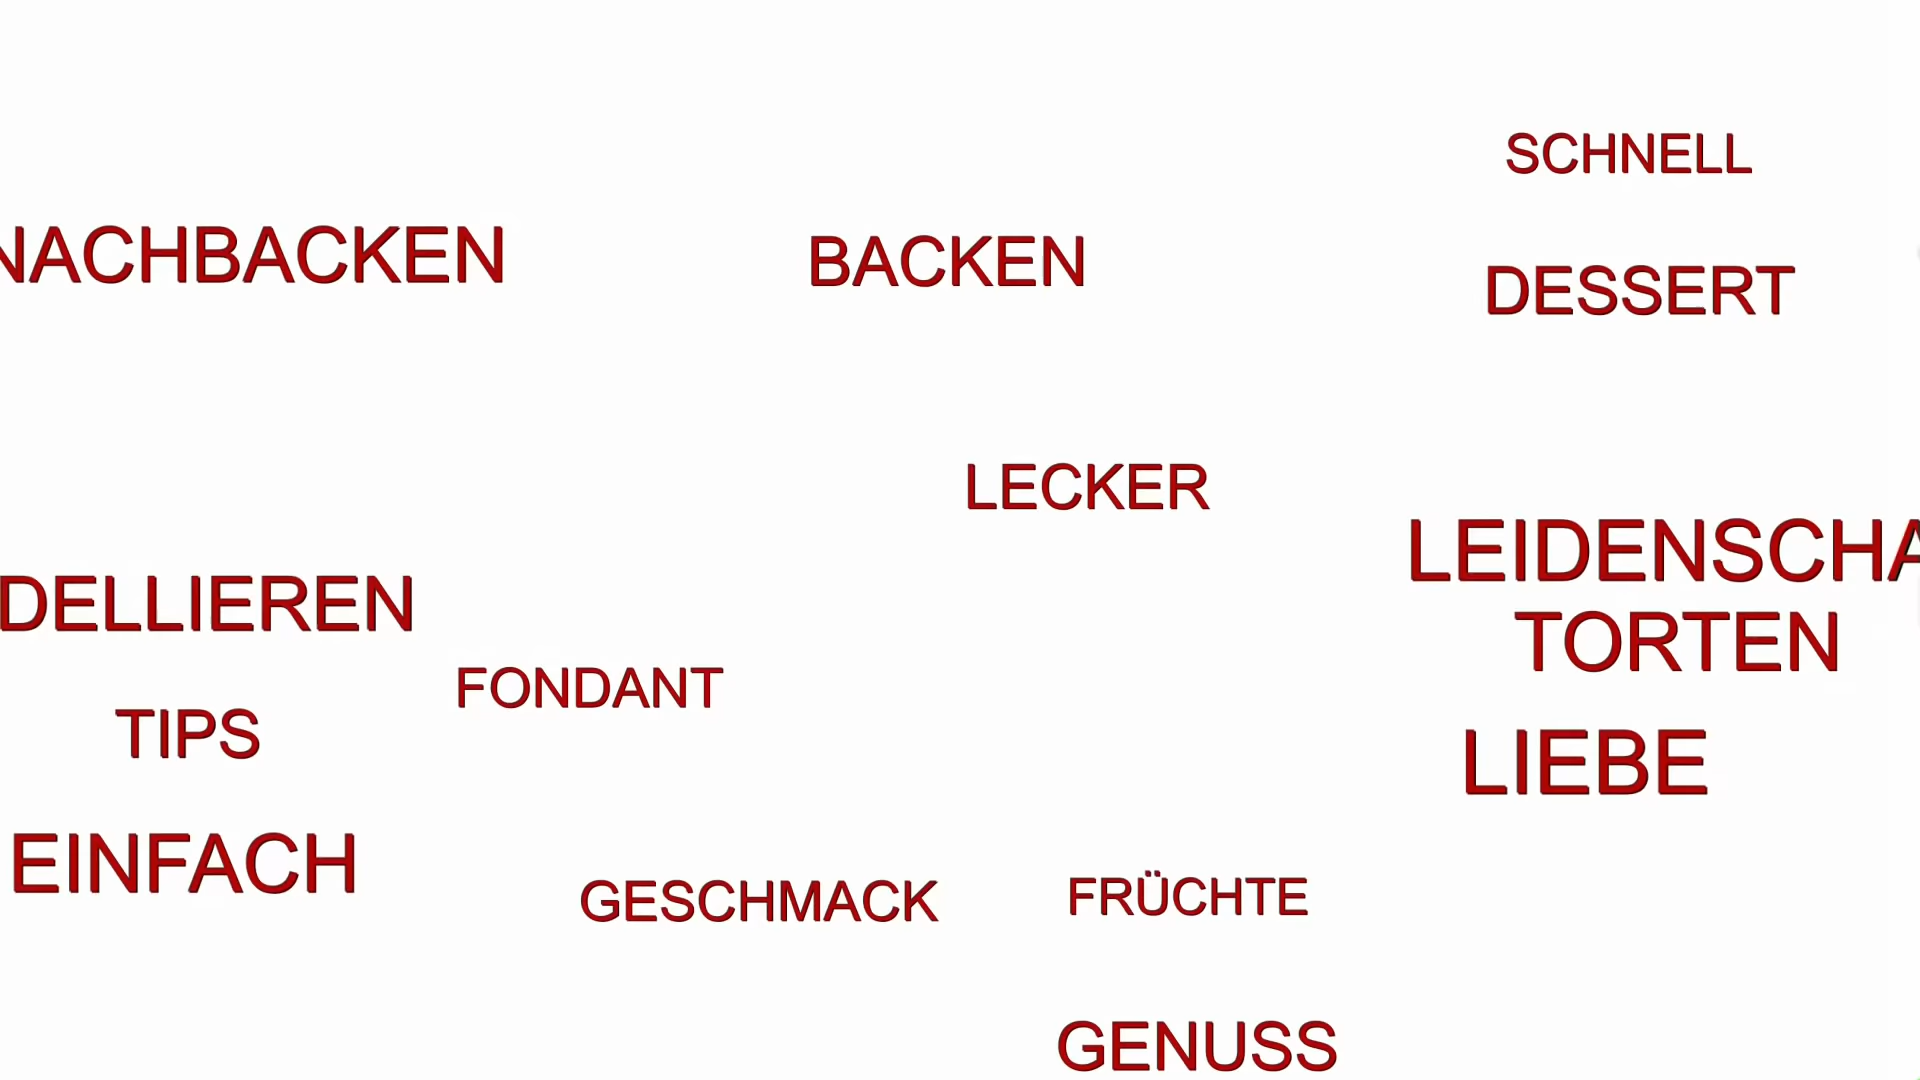 SCHNELL
NACHBACKEN
BACKEN
DESSERT
LECKER
LEIDENSCHA
DELLIEREN
TORTEN
FONDANT
TIPS
LIEBE
EINFACH
GESCHMACK
FRÜCHTE
GENUSS